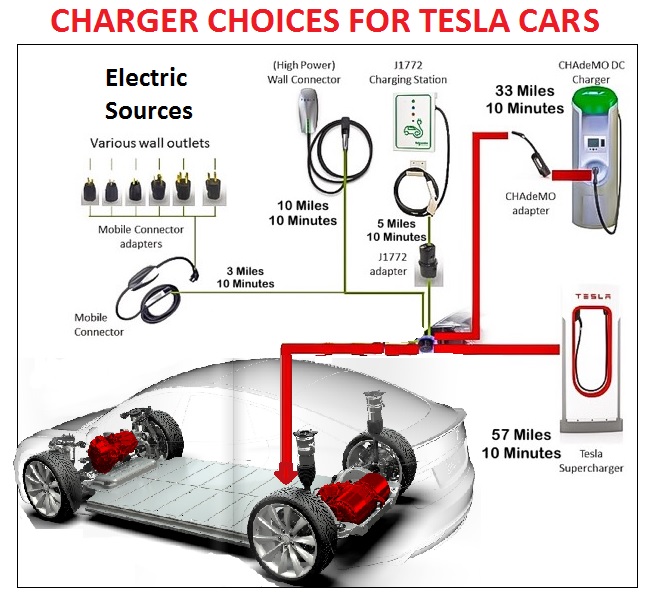 CHARGER CHOICES FOR TESLA CARS
Electric
Sources
Various wall outlets
Mobile Connector
adapters
Mobile
Connector
3 Miles
10 Minutes
(High Power)
Wall Connector
10 Miles
10 Minutes
J1772
Charging Station
5 Miles
10 Minutes
J1772
adapter
CHAdeMO DC
Charger
33 Miles
10 Minutes
CHAdeMO
adapter
TESLA
57 Miles
10 Minutes
Tesla
Supercharger